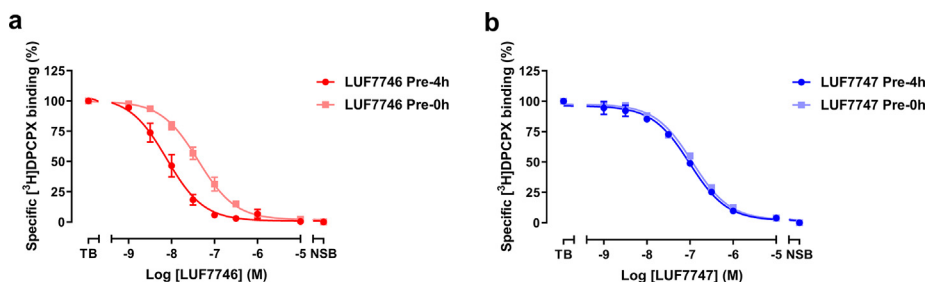 a
Specific [³H]DPCPX binding (%)
125
100
75
50
25
0
TB
-9
-8
-7
-6
-5
NSB
Log [LUF7746] (M)
LUF7746 Pre-4h
LUF7746 Pre-0h
b
Specific [³H]DPCPX binding (%)
125
100
75
50
25
0
TB
-9
-8
-7
-6
-5
NSB
Log [LUF7747] (M)
LUF7747 Pre-4h
LUF7747 Pre-0h